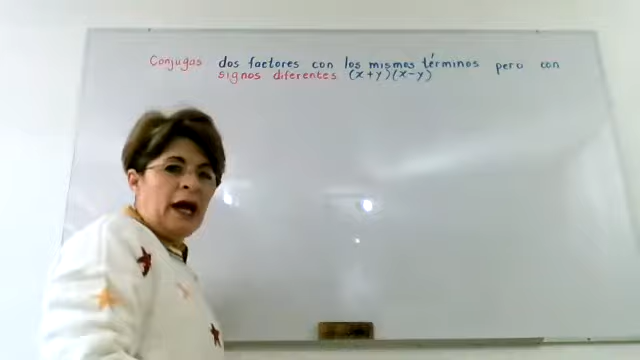 Conjugas dos factores con los mismos términos pero con
signos diferentes (x+y)(x-y)